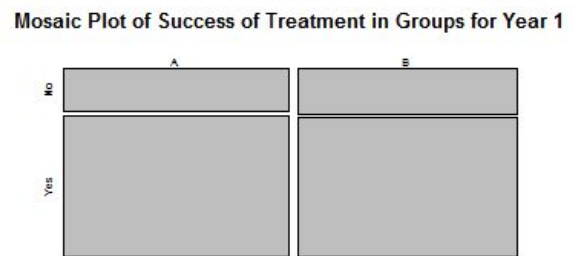 Mosaic Plot of Success of Treatment in Groups for Year 1
A B
No
Yes